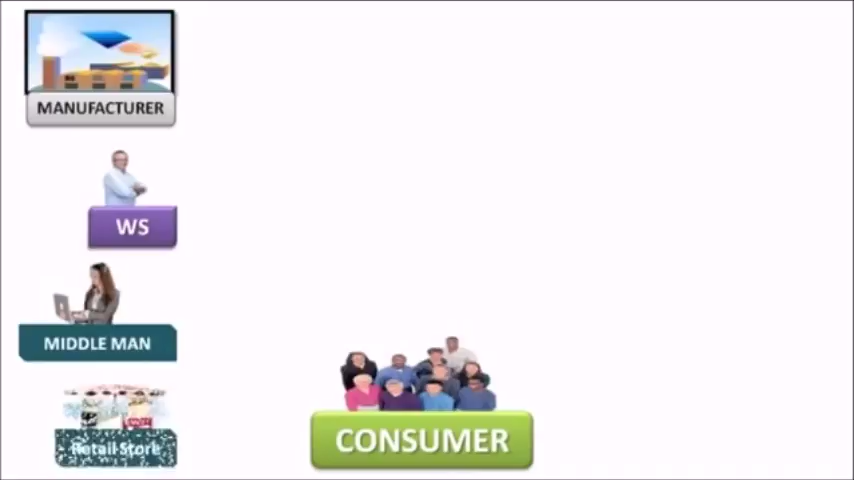 MANUFACTURER
WS
MIDDLE MAN
Retail Store
CONSUMER